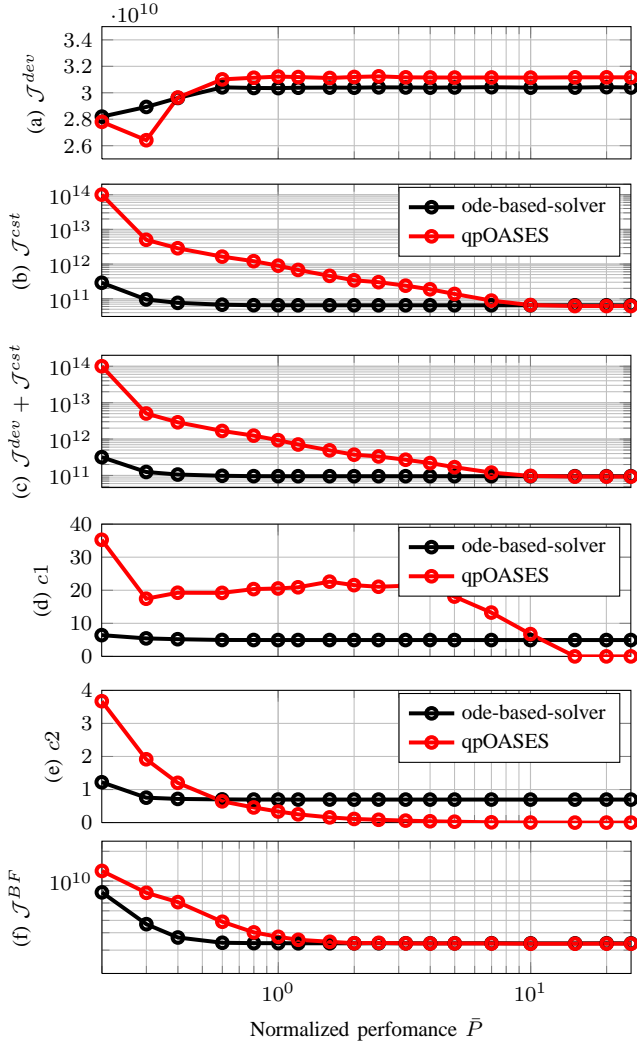 ·10^10
3.4
3.2
3
2.8
2.6
(a) 𝒥^dev
10^14
10^13
10^12
10^11
(b) 𝒥^cst
ode-based-solver
qpOASES
10^14
10^13
10^12
10^11
(c) 𝒥^dev + 𝒥^cst
40
30
20
10
0
(d) c1
ode-based-solver
qpOASES
4
3
2
1
0
(e) c2
ode-based-solver
qpOASES
10^10
(f) 𝒥^BF
10^0
10^1
Normalized perfomance P̄